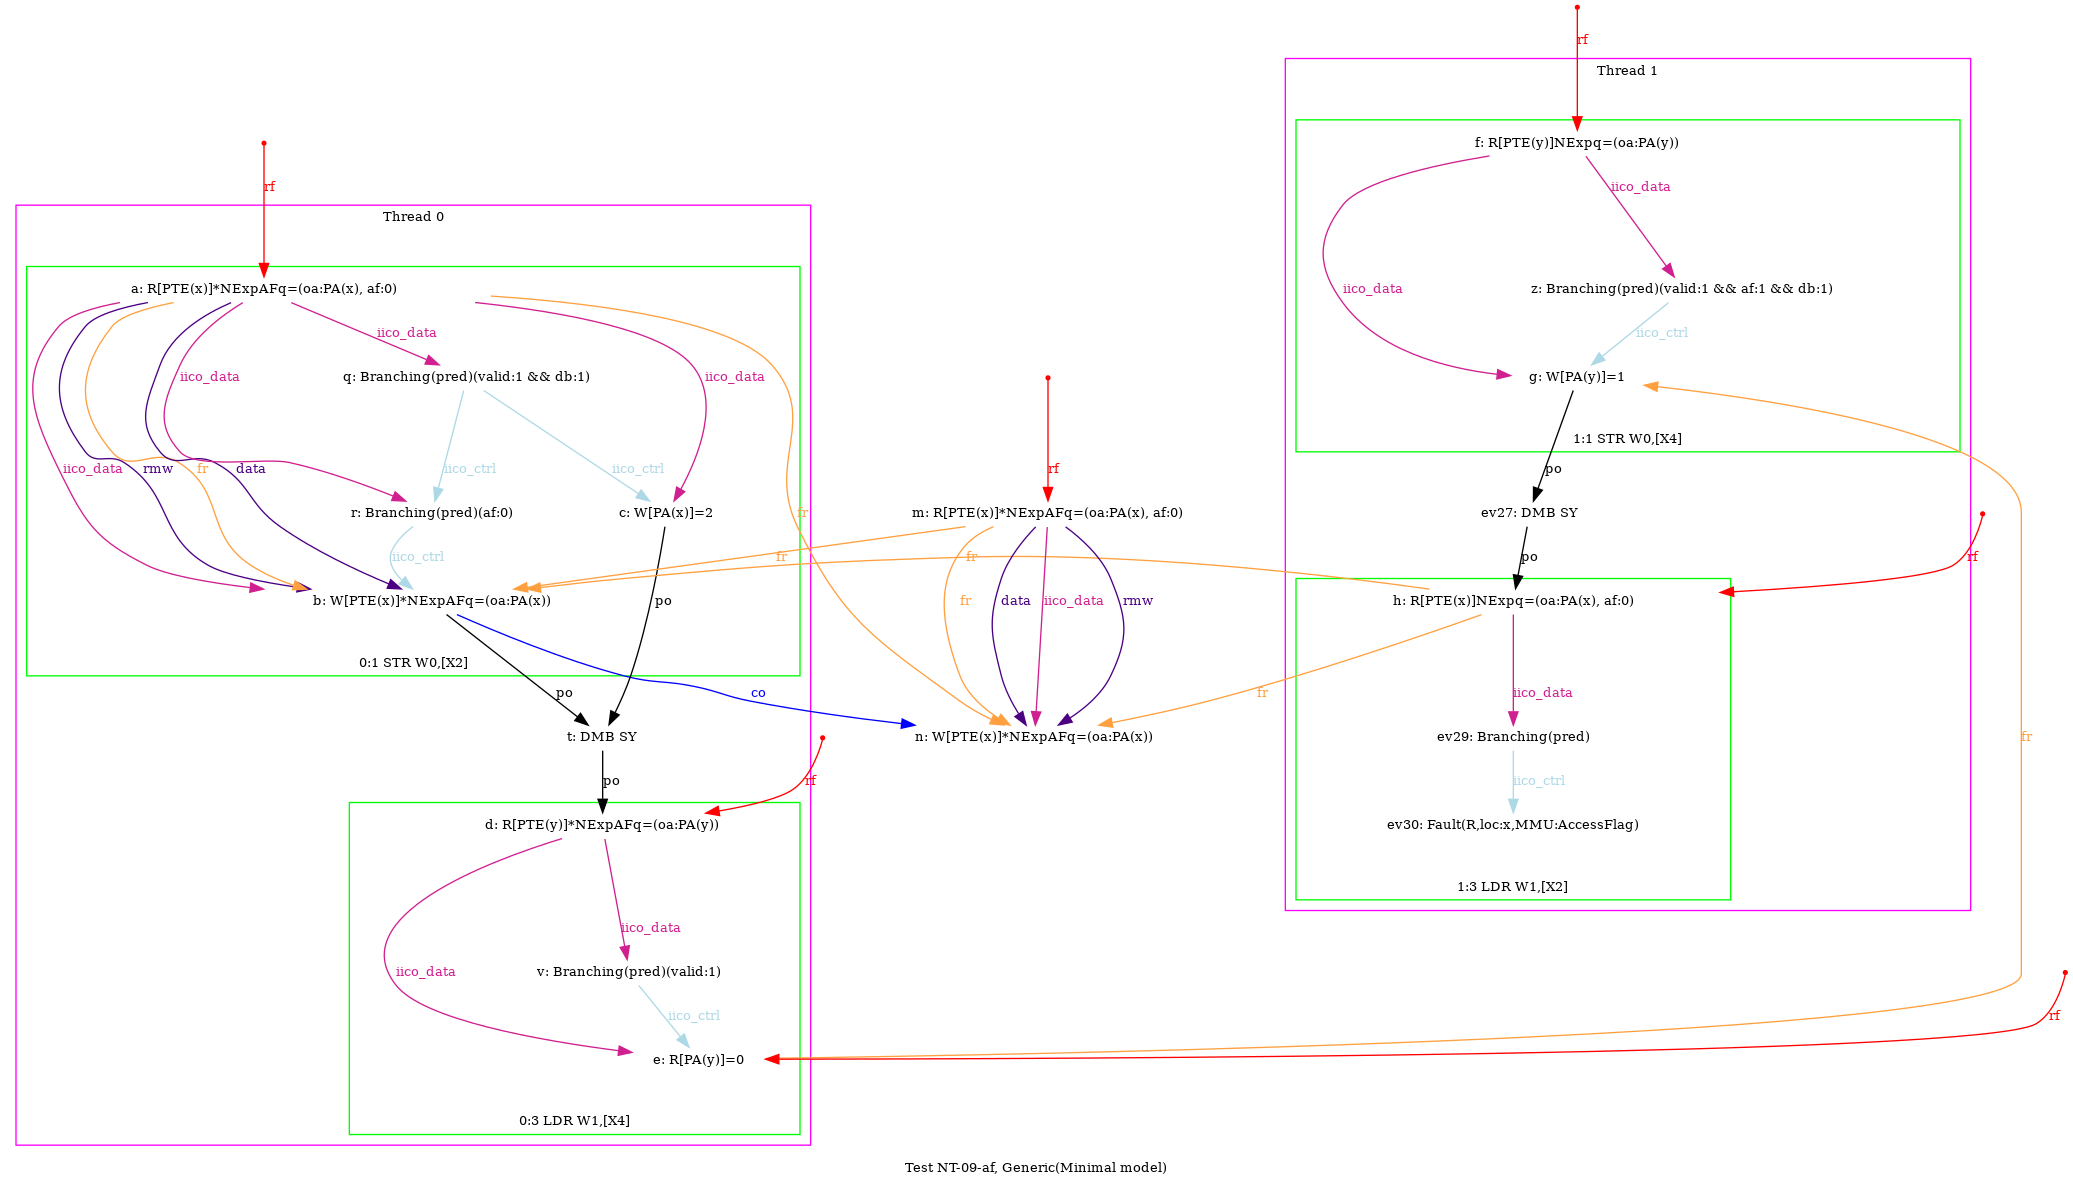 rf
Thread 1
f: R[PTE(y)]NExpq=(oa:PA(y))
rf
iico_data
Thread 0
a: R[PTE(x)]*NExpAFq=(oa:PA(x), af:0)
iico_data
z: Branching(pred)(valid:1 && af:1 && db:1)
iico_data
iico_ctrl
iico_data
q: Branching(pred)(valid:1 && db:1)
iico_data
g: W[PA(y)]=1
1:1 STR W0,[X4]
iico_data
rmw
fr
data
iico_ctrl
iico_ctrl
rf
po
r: Branching(pred)(af:0)
c: W[PA(x)]=2
fr
m: R[PTE(x)]*NExpAFq=(oa:PA(x), af:0)
ev27: DMB SY
iico_ctrl
fr
fr
po
rf
b: W[PTE(x)]*NExpAFq=(oa:PA(x))
po
fr
data
iico_data
rmw
h: R[PTE(x)]NExpq=(oa:PA(x), af:0)
0:1 STR W0,[X2]
po
co
fr
iico_data
t: DMB SY
n: W[PTE(x)]*NExpAFq=(oa:PA(x))
ev29: Branching(pred)
fr
po
rf
iico_ctrl
d: R[PTE(y)]*NExpAFq=(oa:PA(y))
ev30: Fault(R,loc:x,MMU:AccessFlag)
1:3 LDR W1,[X2]
iico_data
iico_data
v: Branching(pred)(valid:1)
iico_ctrl
rf
e: R[PA(y)]=0
0:3 LDR W1,[X4]
Test NT-09-af, Generic(Minimal model)